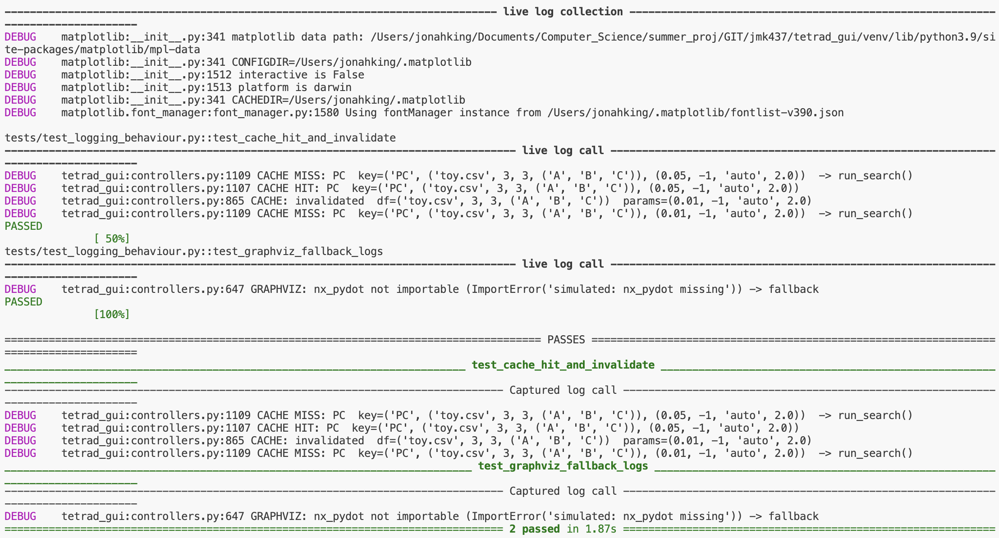 live log collection
DEBUG    matplotlib:__init__.py:341 matplotlib data path: /Users/jonahking/Documents/Computer_Science/summer_proj/GIT/jmk437/tetrad_gui/venv/lib/python3.9/si
te-packages/matplotlib/mpl-data
DEBUG    matplotlib:__init__.py:341 CONFIGDIR=/Users/jonahking/.matplotlib
DEBUG    matplotlib:__init__.py:1512 interactive is False
DEBUG    matplotlib:__init__.py:1513 platform is darwin
DEBUG    matplotlib:__init__.py:341 CACHEDIR=/Users/jonahking/.matplotlib
DEBUG    matplotlib.font_manager:font_manager.py:1580 Using fontManager instance from /Users/jonahking/.matplotlib/fontlist-v390.json
tests/test_logging_behaviour.py::test_cache_hit_and_invalidate
live log call
DEBUG    tetrad_gui:controllers.py:1109 CACHE MISS: PC  key=('PC', ('toy.csv', 3, 3, ('A', 'B', 'C')), (0.05, -1, 'auto', 2.0))  -> run_search()
DEBUG    tetrad_gui:controllers.py:1107 CACHE HIT: PC  key=('PC', ('toy.csv', 3, 3, ('A', 'B', 'C')), (0.05, -1, 'auto', 2.0))
DEBUG    tetrad_gui:controllers.py:865 CACHE: invalidated  df=('toy.csv', 3, 3, ('A', 'B', 'C'))  params=(0.01, -1, 'auto', 2.0)
DEBUG    tetrad_gui:controllers.py:1109 CACHE MISS: PC  key=('PC', ('toy.csv', 3, 3, ('A', 'B', 'C')), (0.01, -1, 'auto', 2.0))  -> run_search()
PASSED
[ 50%]
tests/test_logging_behaviour.py::test_graphviz_fallback_logs
live log call
DEBUG    tetrad_gui:controllers.py:647 GRAPHVIZ: nx_pydot not importable (ImportError('simulated: nx_pydot missing')) -> fallback
PASSED
[100%]
PASSES
test_cache_hit_and_invalidate
Captured log call
DEBUG    tetrad_gui:controllers.py:1109 CACHE MISS: PC  key=('PC', ('toy.csv', 3, 3, ('A', 'B', 'C')), (0.05, -1, 'auto', 2.0))  -> run_search()
DEBUG    tetrad_gui:controllers.py:1107 CACHE HIT: PC  key=('PC', ('toy.csv', 3, 3, ('A', 'B', 'C')), (0.05, -1, 'auto', 2.0))
DEBUG    tetrad_gui:controllers.py:865 CACHE: invalidated  df=('toy.csv', 3, 3, ('A', 'B', 'C'))  params=(0.01, -1, 'auto', 2.0)
DEBUG    tetrad_gui:controllers.py:1109 CACHE MISS: PC  key=('PC', ('toy.csv', 3, 3, ('A', 'B', 'C')), (0.01, -1, 'auto', 2.0))  -> run_search()
test_graphviz_fallback_logs
Captured log call
DEBUG    tetrad_gui:controllers.py:647 GRAPHVIZ: nx_pydot not importable (ImportError('simulated: nx_pydot missing')) -> fallback
2 passed in 1.87s